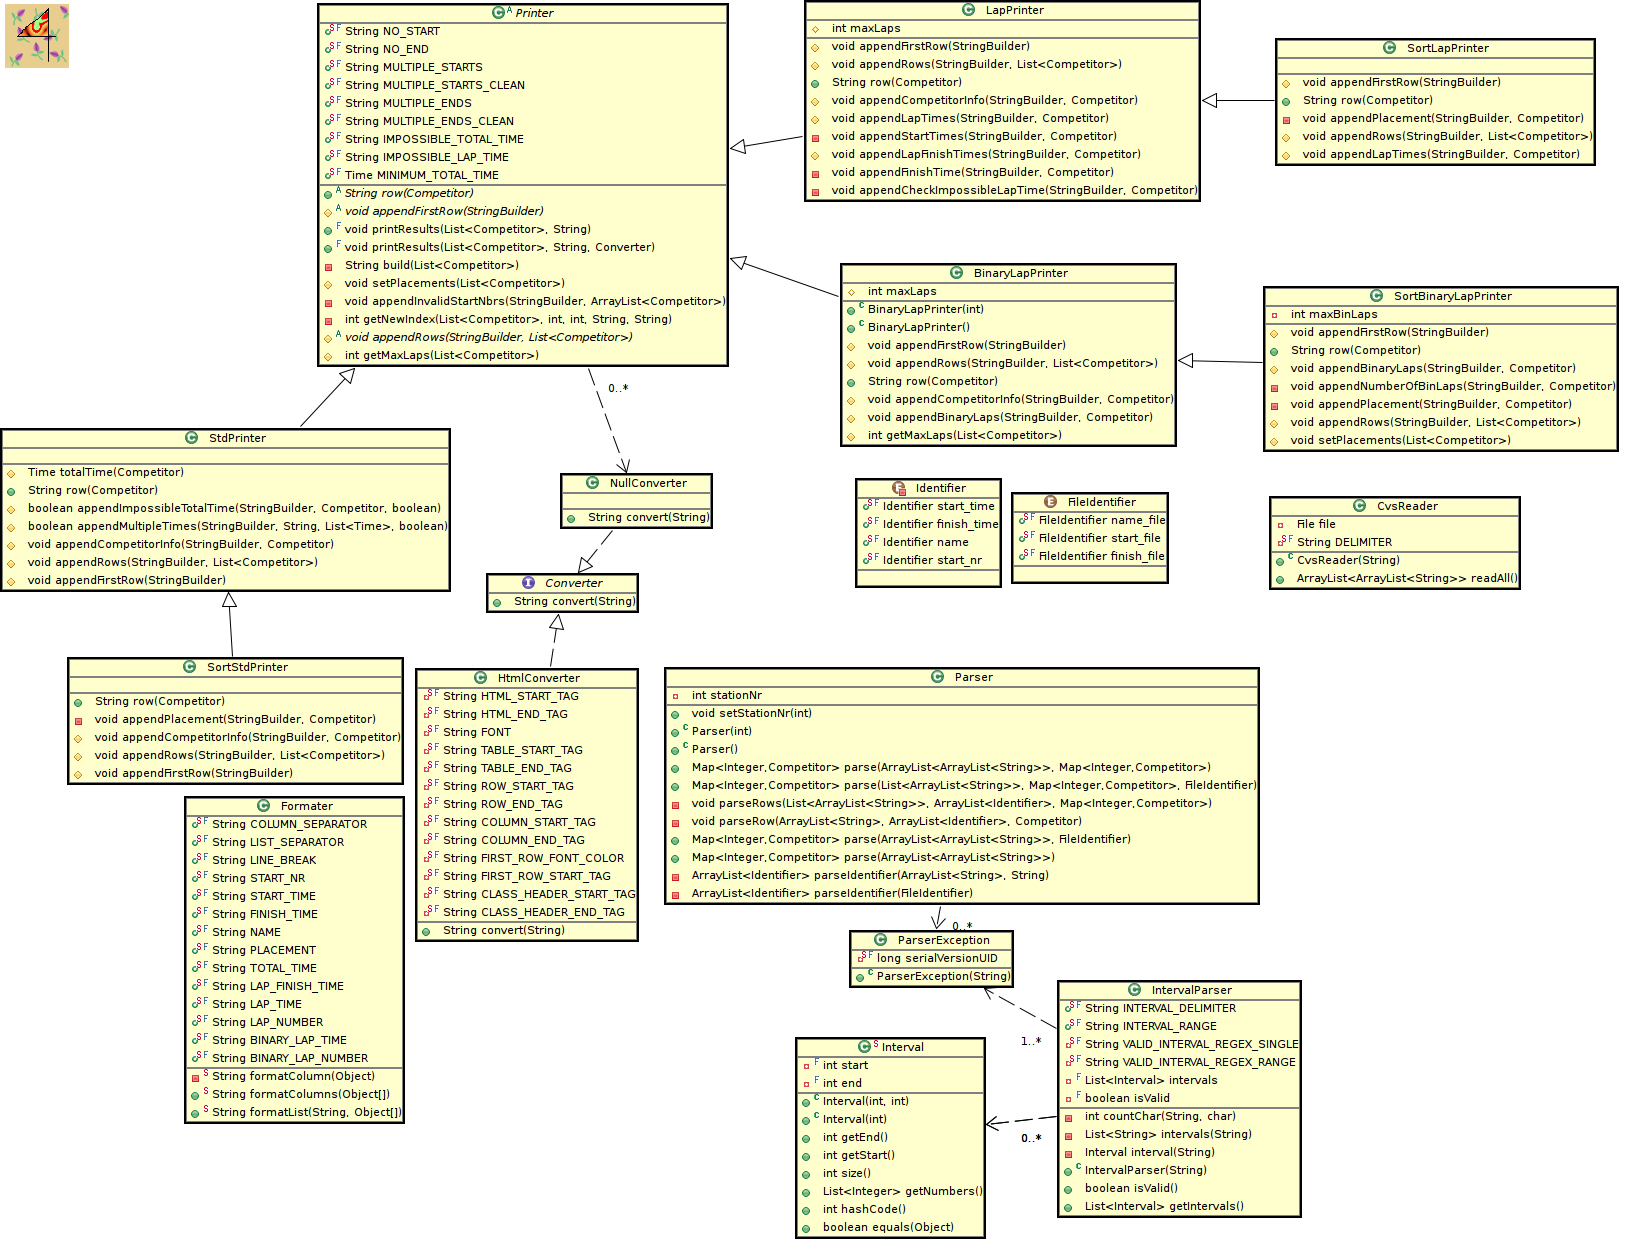 Printer
String NO_START
String NO_END
String MULTIPLE_STARTS
String MULTIPLE_STARTS_CLEAN
String MULTIPLE_ENDS
String MULTIPLE_ENDS_CLEAN
String IMPOSSIBLE_TOTAL_TIME
String IMPOSSIBLE_LAP_TIME
Time MINIMUM_TOTAL_TIME
String row(Competitor)
void appendFirstRow(StringBuilder)
void printResults(List<Competitor>, String)
void printResults(List<Competitor>, String, Converter)
String build(List<Competitor>)
void setPlacements(List<Competitor>)
void appendInvalidStartNbrs(StringBuilder, ArrayList<Competitor>)
int getNewIndex(List<Competitor>, int, int, String, String)
void appendRows(StringBuilder, List<Competitor>)
int getMaxLaps(List<Competitor>)
LapPrinter
int maxLaps
void appendFirstRow(StringBuilder)
void appendRows(StringBuilder, List<Competitor>)
String row(Competitor)
void appendCompetitorInfo(StringBuilder, Competitor)
void appendLapTimes(StringBuilder, Competitor)
void appendStartTimes(StringBuilder, Competitor)
void appendLapFinishTimes(StringBuilder, Competitor)
void appendFinishTime(StringBuilder, Competitor)
void appendCheckImpossibleLapTime(StringBuilder, Competitor)
SortLapPrinter
void appendFirstRow(StringBuilder)
String row(Competitor)
void appendPlacement(StringBuilder, Competitor)
void appendRows(StringBuilder, List<Competitor>)
void appendLapTimes(StringBuilder, Competitor)
BinaryLapPrinter
int maxLaps
BinaryLapPrinter(int)
BinaryLapPrinter()
void appendFirstRow(StringBuilder)
void appendRows(StringBuilder, List<Competitor>)
String row(Competitor)
void appendCompetitorInfo(StringBuilder, Competitor)
void appendBinaryLaps(StringBuilder, Competitor)
int getMaxLaps(List<Competitor>)
SortBinaryLapPrinter
int maxBinLaps
void appendFirstRow(StringBuilder)
String row(Competitor)
void appendBinaryLaps(StringBuilder, Competitor)
void appendNumberOfBinLaps(StringBuilder, Competitor)
void appendPlacement(StringBuilder, Competitor)
void appendRows(StringBuilder, List<Competitor>)
void setPlacements(List<Competitor>)
0..*
StdPrinter
Time totalTime(Competitor)
String row(Competitor)
boolean appendImpossibleTotalTime(StringBuilder, Competitor, boolean)
boolean appendMultipleTimes(StringBuilder, String, List<Time>, boolean)
void appendCompetitorInfo(StringBuilder, Competitor)
void appendRows(StringBuilder, List<Competitor>)
void appendFirstRow(StringBuilder)
NullConverter
String convert(String)
Converter
String convert(String)
Identifier
Identifier start_time
Identifier finish_time
Identifier name
Identifier start_nr
FileIdentifier
FileIdentifier name_file
FileIdentifier start_file
FileIdentifier finish_file
CvsReader
File file
String DELIMITER
CvsReader(String)
ArrayList<ArrayList<String>> readAll()
SortStdPrinter
String row(Competitor)
void appendPlacement(StringBuilder, Competitor)
void appendCompetitorInfo(StringBuilder, Competitor)
void appendRows(StringBuilder, List<Competitor>)
void appendFirstRow(StringBuilder)
HtmlConverter
String HTML_START_TAG
String HTML_END_TAG
String FONT
String TABLE_START_TAG
String TABLE_END_TAG
String ROW_START_TAG
String ROW_END_TAG
String COLUMN_START_TAG
String COLUMN_END_TAG
String FIRST_ROW_FONT_COLOR
String FIRST_ROW_START_TAG
String CLASS_HEADER_START_TAG
String CLASS_HEADER_END_TAG
String convert(String)
Parser
int stationNr
void setStationNr(int)
Parser(int)
Parser()
Map<Integer,Competitor> parse(ArrayList<ArrayList<String>>, Map<Integer,Competitor>)
Map<Integer,Competitor> parse(List<ArrayList<String>>, Map<Integer,Competitor>, FileIdentifier)
void parseRows(List<ArrayList<String>>, ArrayList<Identifier>, Map<Integer,Competitor>)
void parseRow(ArrayList<String>, ArrayList<Identifier>, Competitor)
Map<Integer,Competitor> parse(ArrayList<ArrayList<String>>, FileIdentifier)
Map<Integer,Competitor> parse(ArrayList<ArrayList<String>>)
ArrayList<Identifier> parseIdentifier(ArrayList<String>, String)
ArrayList<Identifier> parseIdentifier(FileIdentifier)
Formater
String COLUMN_SEPARATOR
String LIST_SEPARATOR
String LINE_BREAK
String START_NR
String START_TIME
String FINISH_TIME
String NAME
String PLACEMENT
String TOTAL_TIME
String LAP_FINISH_TIME
String LAP_TIME
String LAP_NUMBER
String BINARY_LAP_TIME
String BINARY_LAP_NUMBER
String formatColumn(Object)
String formatColumns(Object[])
String formatList(String, Object[])
0..*
ParserException
long serialVersionUID
ParserException(String)
1..*
IntervalParser
String INTERVAL_DELIMITER
String INTERVAL_RANGE
String VALID_INTERVAL_REGEX_SINGLE
String VALID_INTERVAL_REGEX_RANGE
List<Interval> intervals
boolean isValid
int countChar(String, char)
List<String> intervals(String)
Interval interval(String)
IntervalParser(String)
boolean isValid()
List<Interval> getIntervals()
0..*
Interval
int start
int end
Interval(int, int)
Interval(int)
int getEnd()
int getStart()
int size()
List<Integer> getNumbers()
int hashCode()
boolean equals(Object)